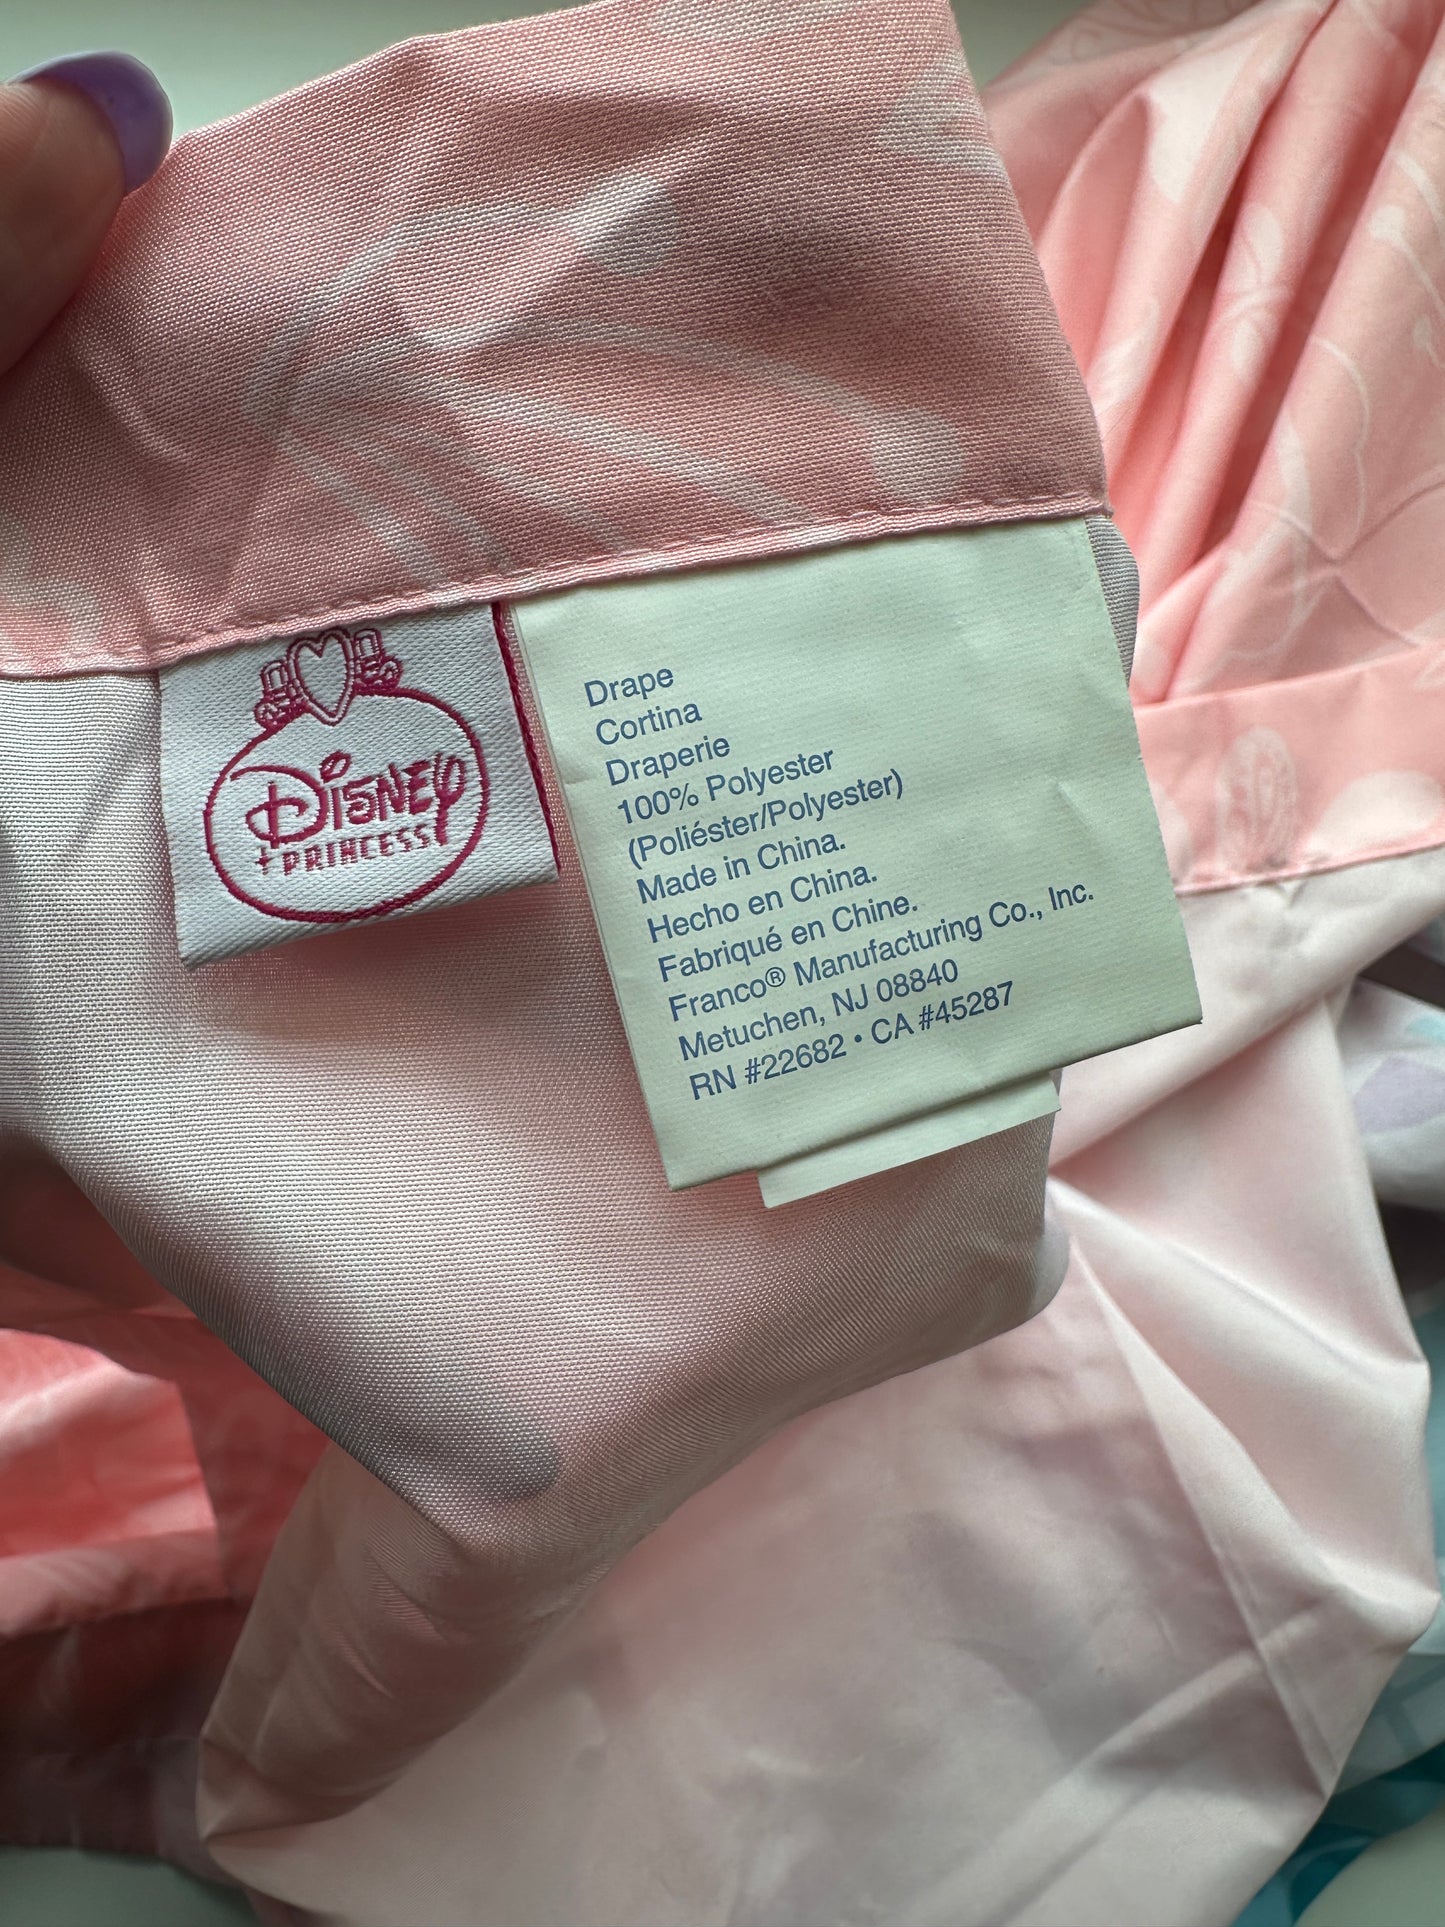 Disney
PRINCESS
Drape
Cortina
Draperie
100% Polyester
(Poliéster/Polyester)
Made in China.
Hecho en China.
Fabriqué en Chine.
Franco® Manufacturing Co., Inc.
Metuchen, NJ 08840
RN #22682 • CA #45287